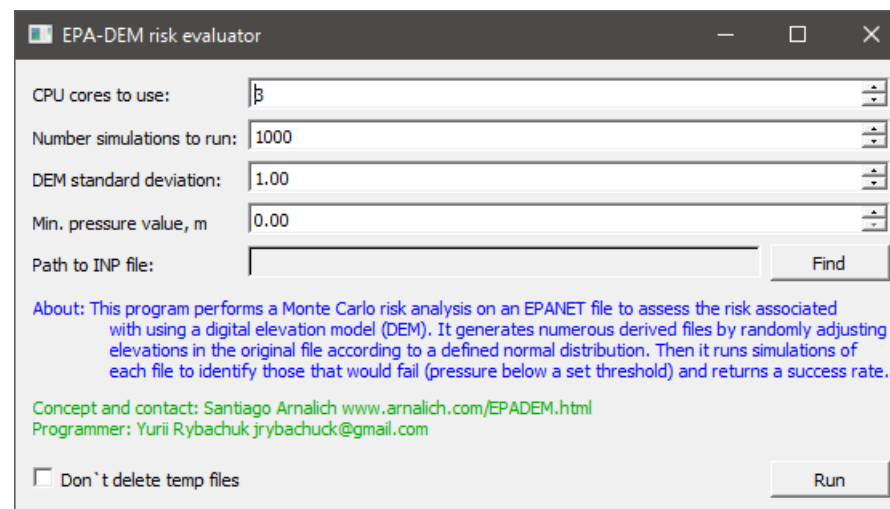 EPA-DEM risk evaluator
CPU cores to use: 3
Number simulations to run: 1000
DEM standard deviation: 1.00
Min. pressure value, m 0.00
Path to INP file: Find
About: This program performs a Monte Carlo risk analysis on an EPANET file to assess the risk associated
with using a digital elevation model (DEM). It generates numerous derived files by randomly adjusting
elevations in the original file according to a defined normal distribution. Then it runs simulations of
each file to identify those that would fail (pressure below a set threshold) and returns a success rate.
Concept and contact: Santiago Arnalich www.arnalich.com/EPADEM.html
Programmer: Yurii Rybachuk jrybachuck@gmail.com
Don`t delete temp files Run